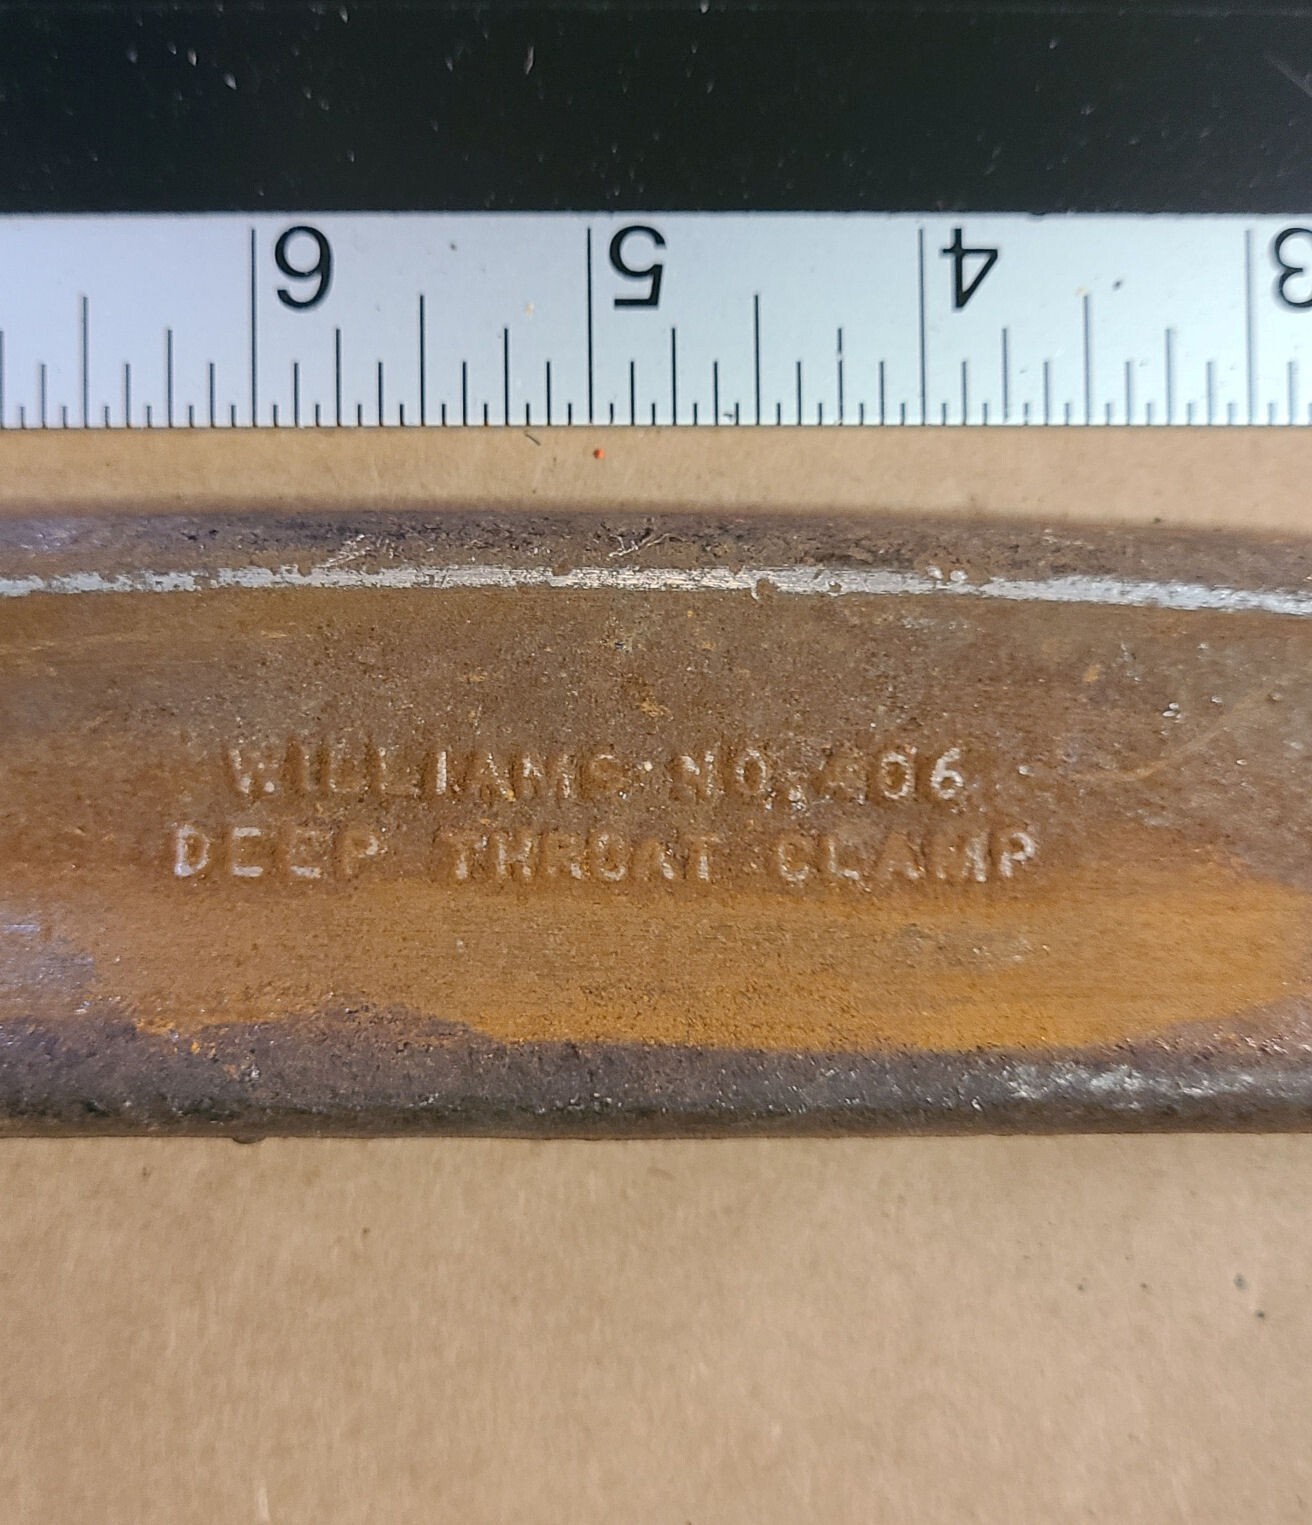 6 5 4 3
WILLIAMS NO. 406
DEEP THROAT CLAMP